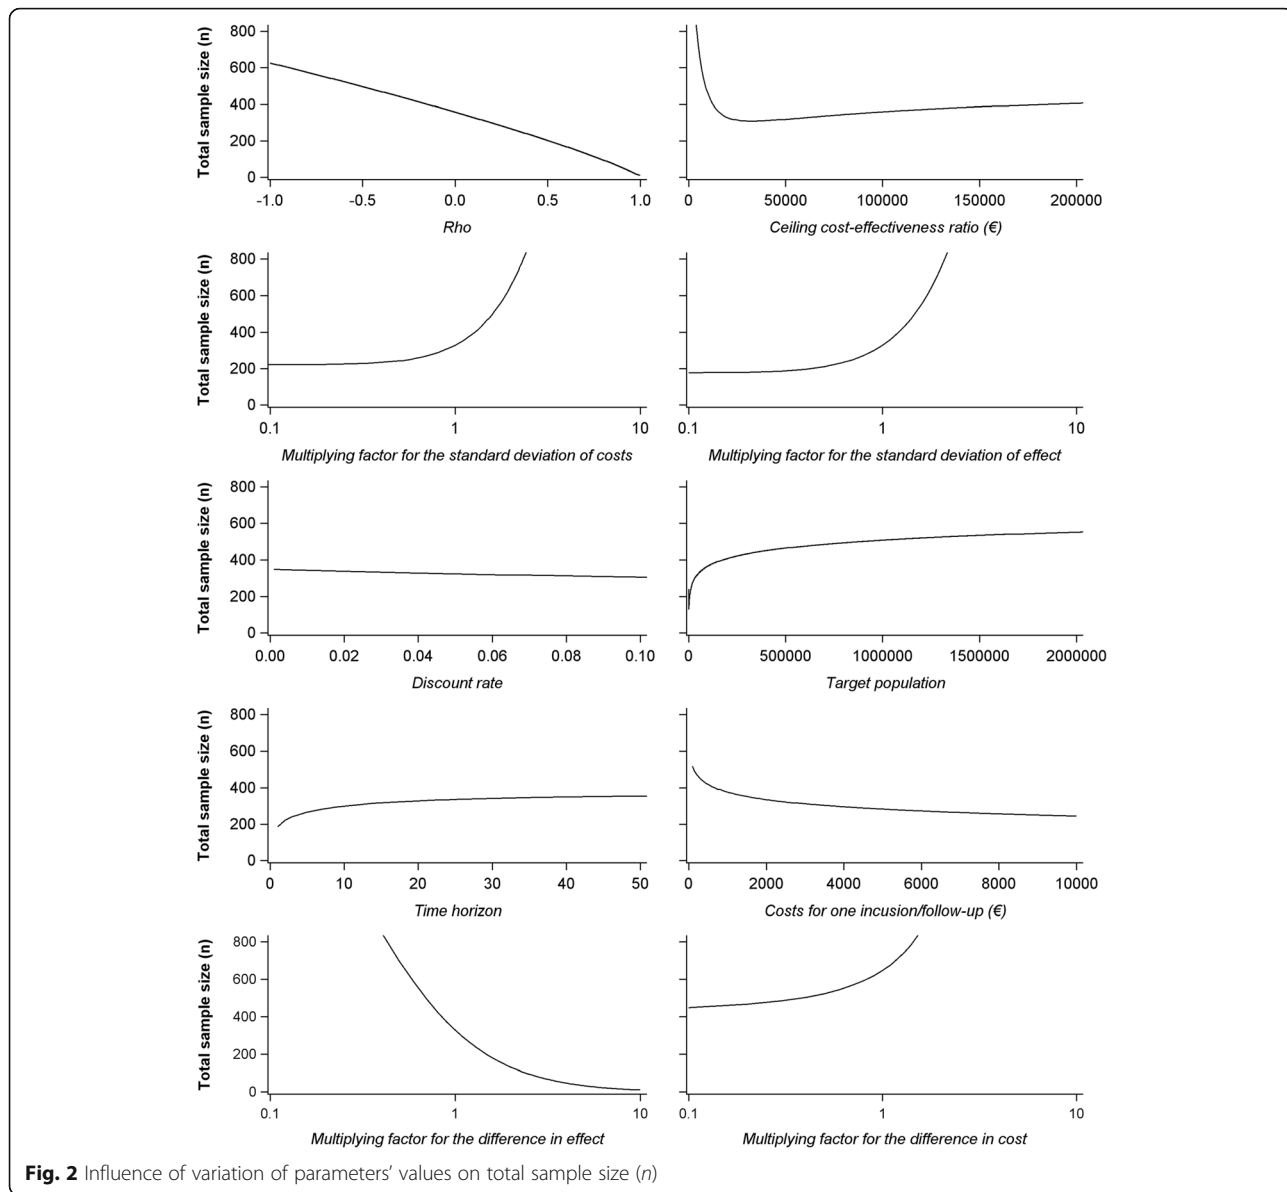 Total sample size (n)
800
600
400
200
0
-1.0 -0.5 0.0 0.5 1.0
Rho
0 50000 100000 150000 200000
Ceiling cost-effectiveness ratio (€)
Total sample size (n)
800
600
400
200
0
0.1 1 10
Multiplying factor for the standard deviation of costs
0.1 1 10
Multiplying factor for the standard deviation of effect
Total sample size (n)
800
600
400
200
0
0.00 0.02 0.04 0.06 0.08 0.10
Discount rate
0 500000 1000000 1500000 2000000
Target population
Total sample size (n)
800
600
400
200
0
0 10 20 30 40 50
Time horizon
0 2000 4000 6000 8000 10000
Costs for one incusion/follow-up (€)
Total sample size (n)
800
600
400
200
0
0.1 1 10
Multiplying factor for the difference in effect
0.1 1 10
Multiplying factor for the difference in cost
Fig. 2 Influence of variation of parameters' values on total sample size (n)